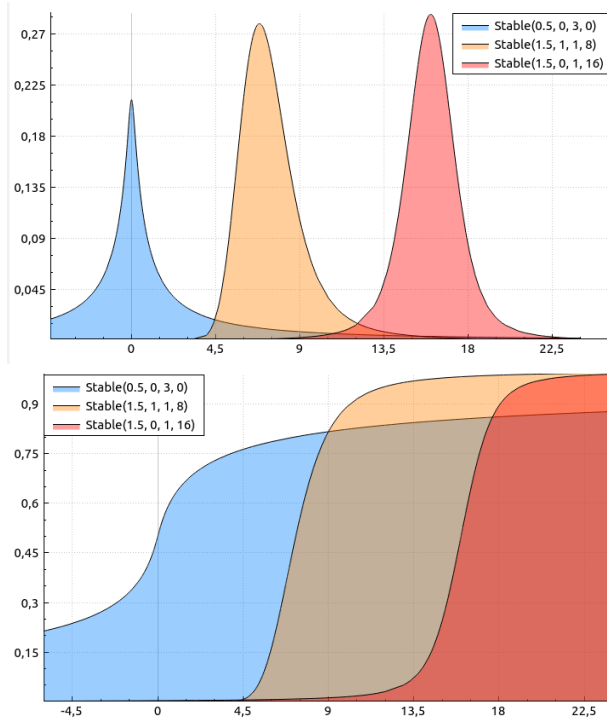 0,27
0,225
0,18
0,135
0,09
0,045
Stable(0.5, 0, 3, 0)
Stable(1.5, 1, 1, 8)
Stable(1.5, 0, 1, 16)
0 4,5 9 13,5 18 22,5
Stable(0.5, 0, 3, 0)
Stable(1.5, 1, 1, 8)
Stable(1.5, 0, 1, 16)
0,9
0,75
0,6
0,45
0,3
0,15
-4,5 0 4,5 9 13,5 18 22,5